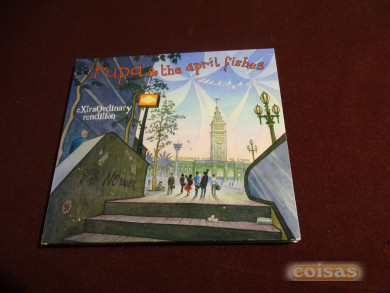 rupa & the april fishes
eXtraOrdinary
rendition
coisas